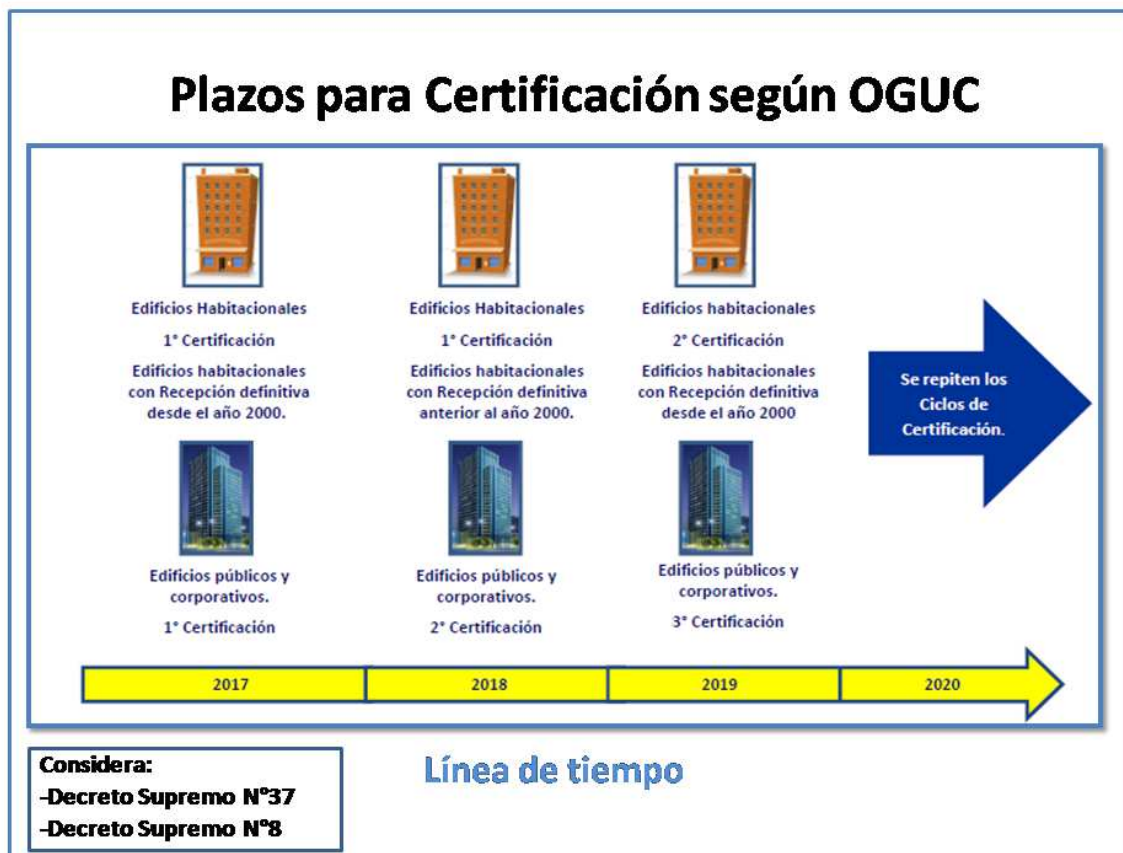 Plazos para Certificación según OGUC
Edificios Habitacionales
1° Certificación
Edificios habitacionales
con Recepción definitiva
desde el año 2000.
Edificios Habitacionales
1° Certificación
Edificios habitacionales
con Recepción definitiva
anterior al año 2000.
Edificios habitacionales
2° Certificación
Edificios habitacionales
con Recepción definitiva
desde el año 2000
Se repiten los
Ciclos de
Certificación.
Edificios públicos y
corporativos.
1° Certificación
Edificios públicos y
corporativos.
2° Certificación
Edificios públicos y
corporativos.
3° Certificación
2017
2018
2019
2020
Considera:
-Decreto Supremo N°37
-Decreto Supremo N°8
Línea de tiempo